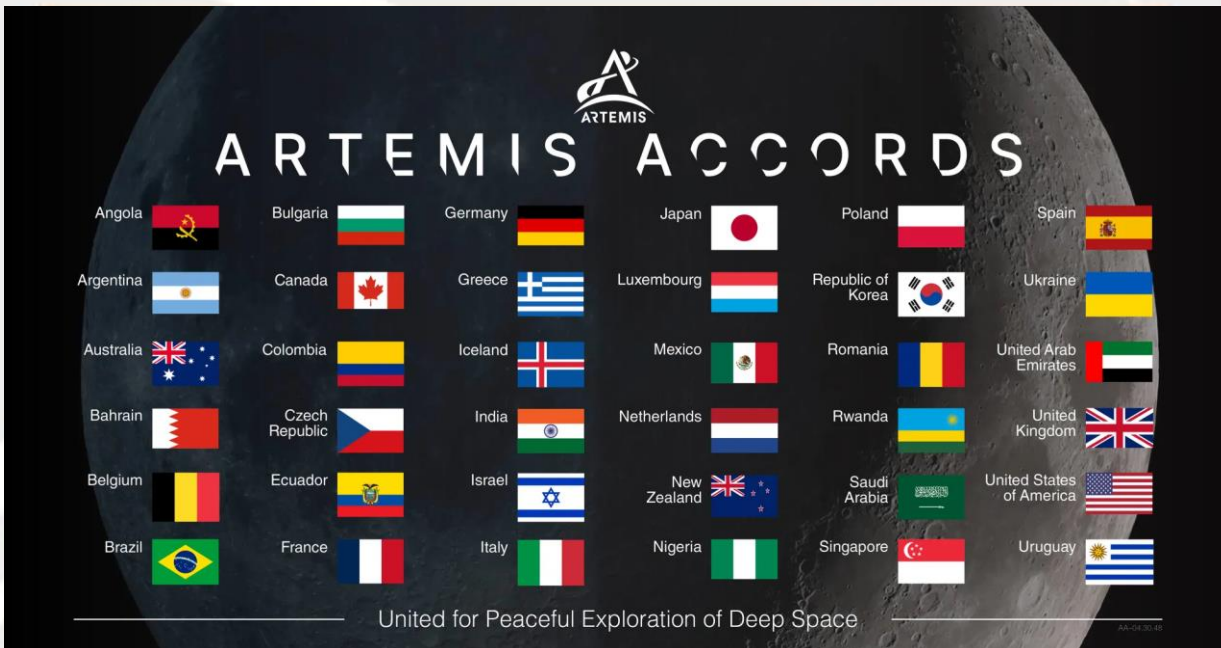 ARTEMIS
ARTEMIS ACCORDS
Angola
Bulgaria
Germany
Japan
Poland
Spain
Argentina
Canada
Greece
Luxembourg
Republic of
Korea
Ukraine
Australia
Colombia
Iceland
Mexico
Romania
United Arab
Emirates
Bahrain
Czech
Republic
India
Netherlands
Rwanda
United
Kingdom
Belgium
Ecuador
Israel
New
Zealand
Saudi
Arabia
United States
of America
Brazil
France
Italy
Nigeria
Singapore
Uruguay
United for Peaceful Exploration of Deep Space